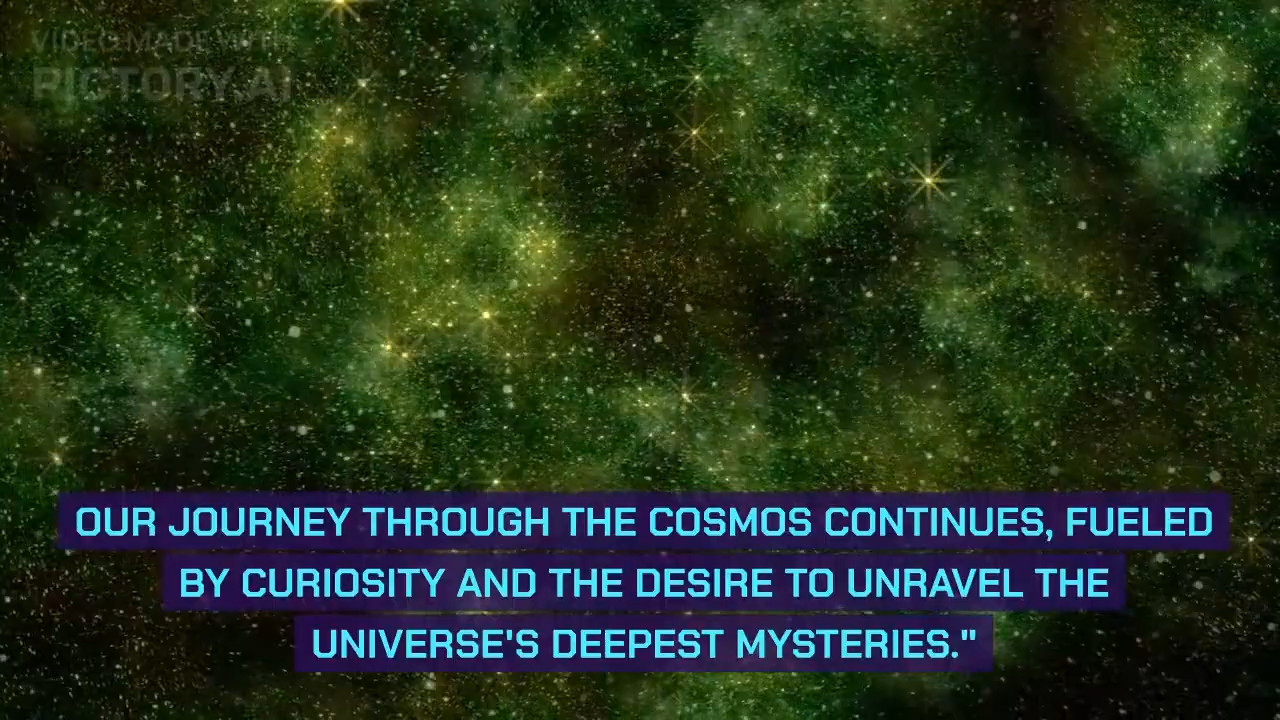 VIDEO MADE WITH
PICTORY.AI
OUR JOURNEY THROUGH THE COSMOS CONTINUES, FUELED
BY CURIOSITY AND THE DESIRE TO UNRAVEL THE
UNIVERSE'S DEEPEST MYSTERIES."